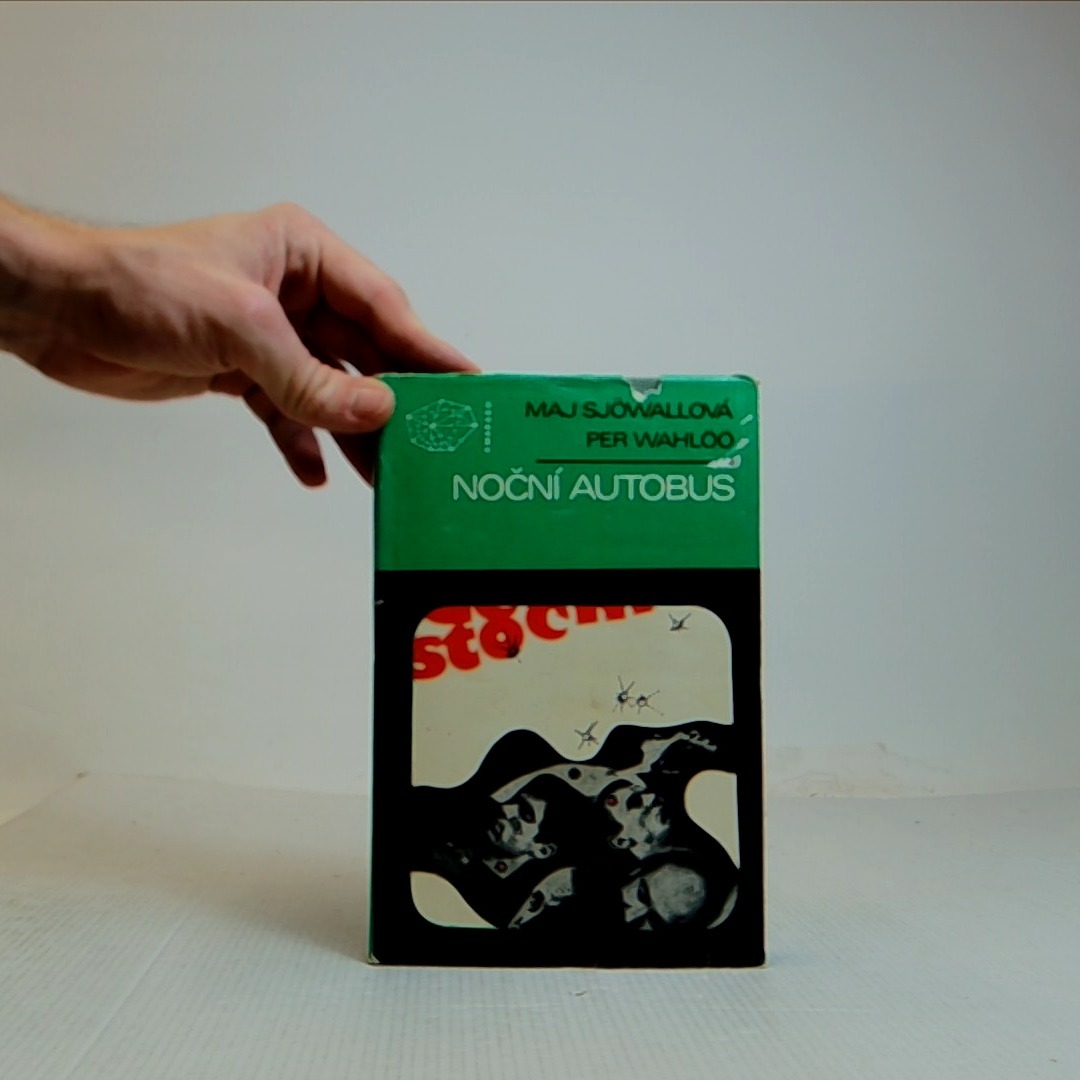 MAJ SJÖWALLOVÁ
PER WAHLÖÖ
NOČNÍ AUTOBUS